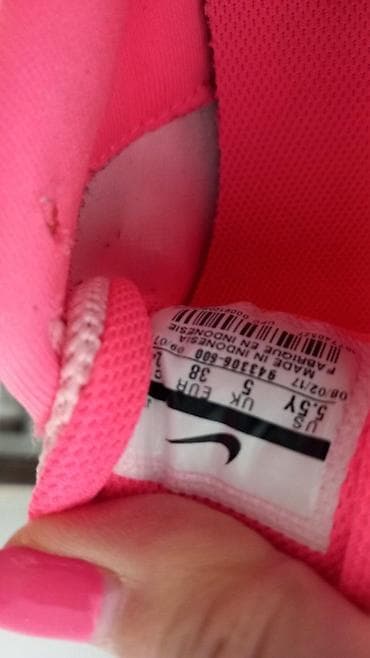 US UK EUR
5.5Y 5 38
08/02/17 943306-600
MADE IN INDONESIA
FABRIQUE EN INDONESIE